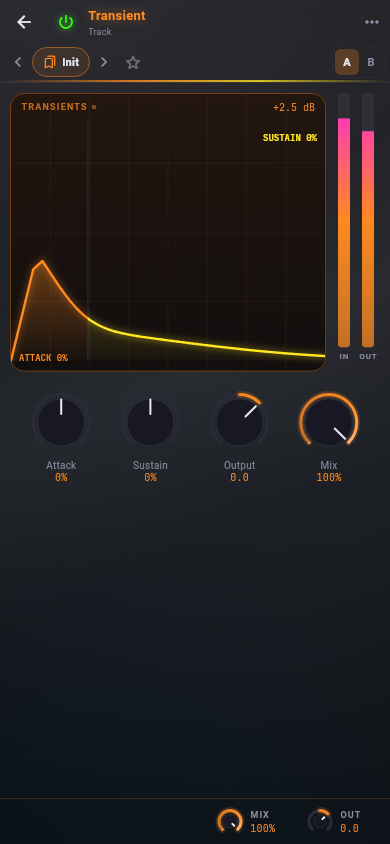 Transient
Track
Init
A B
TRANSIENTS ≈ +2.5 dB
SUSTAIN 0%
ATTACK 0%
IN OUT
Attack Sustain Output Mix
0% 0% 0.0 100%
MIX OUT
100% 0.0